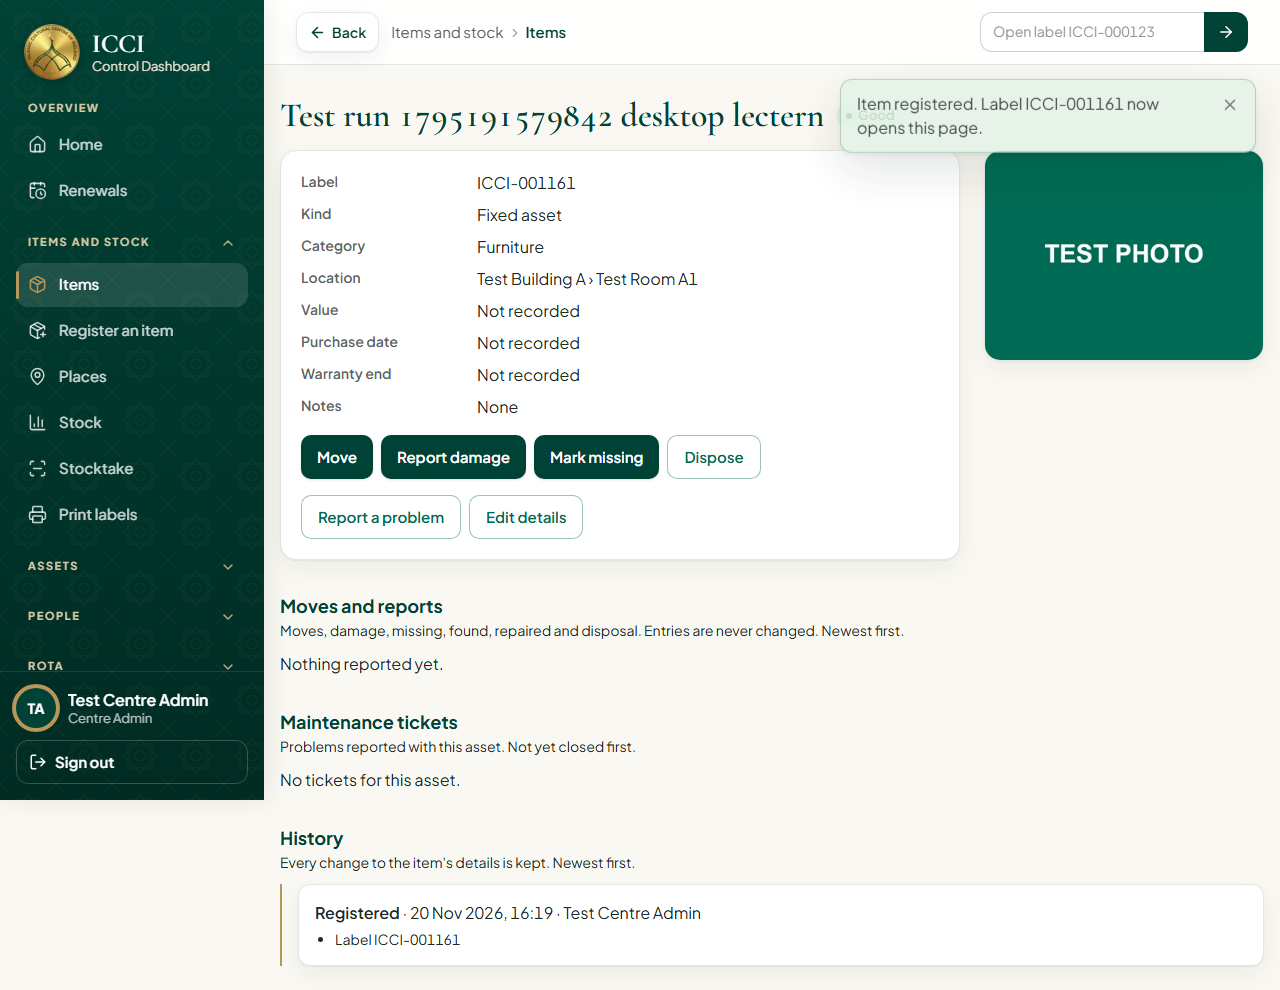 ICCI
Control Dashboard
OVERVIEW
Home
Renewals
ITEMS AND STOCK
Items
Register an item
Places
Stock
Stocktake
Print labels
ASSETS
PEOPLE
ROTA
TA
Test Centre Admin
Centre Admin
Sign out
Back
Items and stock › Items
Open label ICCI-000123
Item registered. Label ICCI-001161 now
opens this page.
Test run 1795191579842 desktop lectern
Good
Label ICCI-001161
Kind Fixed asset
Category Furniture
Location Test Building A › Test Room A1
Value Not recorded
Purchase date Not recorded
Warranty end Not recorded
Notes None
Move
Report damage
Mark missing
Dispose
Report a problem
Edit details
TEST PHOTO
Moves and reports
Moves, damage, missing, found, repaired and disposal. Entries are never changed. Newest first.
Nothing reported yet.
Maintenance tickets
Problems reported with this asset. Not yet closed first.
No tickets for this asset.
History
Every change to the item's details is kept. Newest first.
Registered · 20 Nov 2026, 16:19 · Test Centre Admin
• Label ICCI-001161